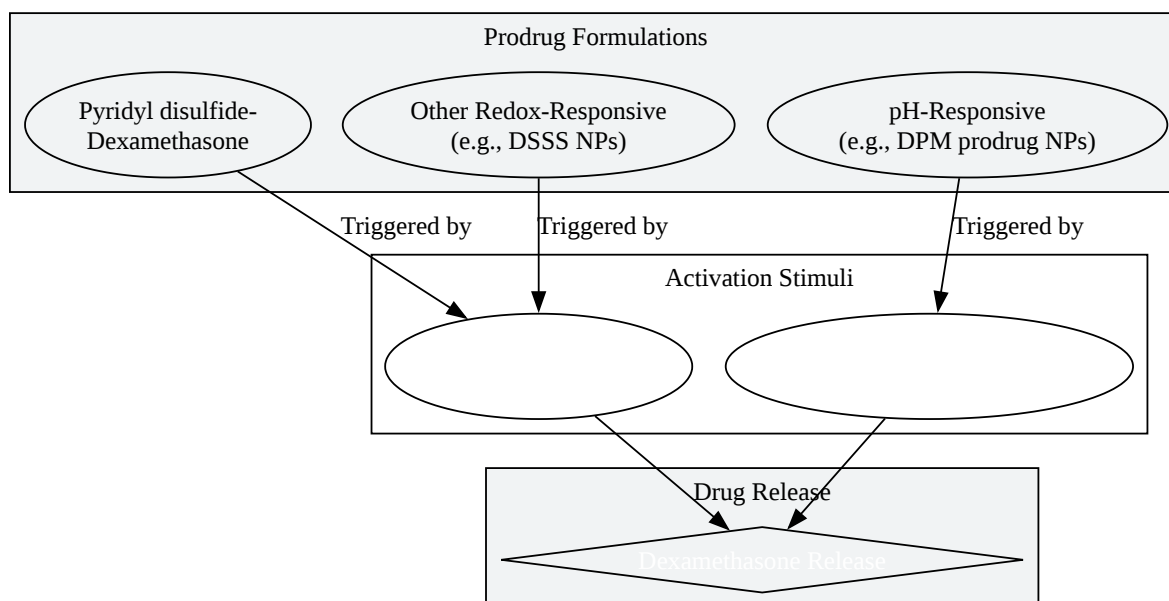 Prodrug Formulations
Pyridyl disulfide-
Dexamethasone
Other Redox-Responsive
(e.g., DSSS NPs)
pH-Responsive
(e.g., DPM prodrug NPs)
Triggered by
Triggered by
Triggered by
Activation Stimuli
Drug Release
Dexamethasone Release